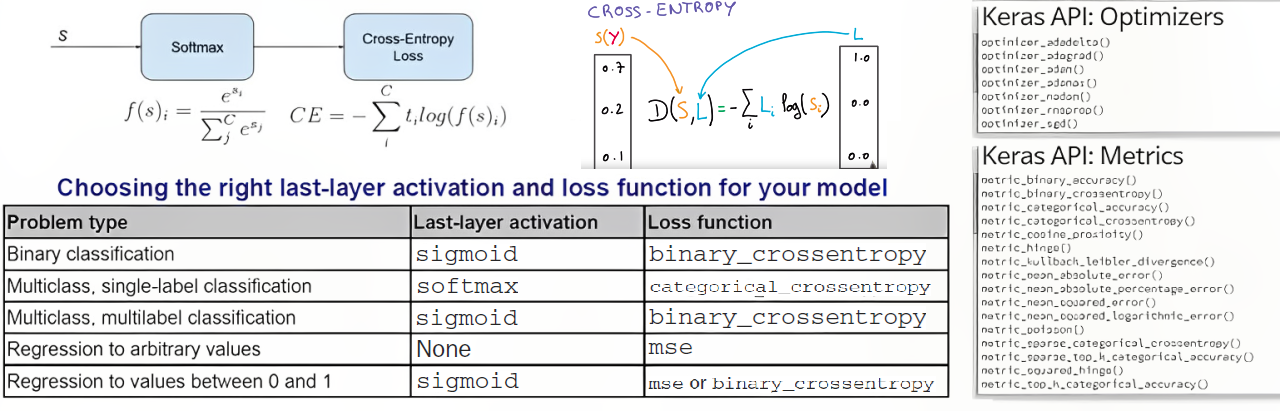 s
Softmax
Cross-Entropy
Loss
f(s)_i = e^{s_i} / ∑_j^C e^{s_j}
CE = −∑_i^C t_i log(f(s)_i)
CROSS-ENTROPY
S(Y)
L
0.7
0.2
0.1
D(S,L) = −∑_i L_i log(S_i)
1.0
0.0
0.0
Choosing the right last-layer activation and loss function for your model
Problem type Last-layer activation Loss function
Binary classification sigmoid binary_crossentropy
Multiclass, single-label classification softmax categorical_crossentropy
Multiclass, multilabel classification sigmoid binary_crossentropy
Regression to arbitrary values None mse
Regression to values between 0 and 1 sigmoid mse or binary_crossentropy
Keras API: Optimizers
optimizer_adadelta()
optimizer_adagrad()
optimizer_adam()
optimizer_adamax()
optimizer_nadam()
optimizer_rmsprop()
optimizer_sgd()
Keras API: Metrics
metric_binary_accuracy()
metric_binary_crossentropy()
metric_categorical_accuracy()
metric_categorical_crossentropy()
metric_cosine_proximity()
metric_hinge()
metric_kullback_leibler_divergence()
metric_mean_absolute_error()
metric_mean_absolute_percentage_error()
metric_mean_squared_error()
metric_mean_squared_logarithmic_error()
metric_poisson()
metric_sparse_categorical_crossentropy()
metric_sparse_top_k_categorical_accuracy()
metric_squared_hinge()
metric_top_k_categorical_accuracy()